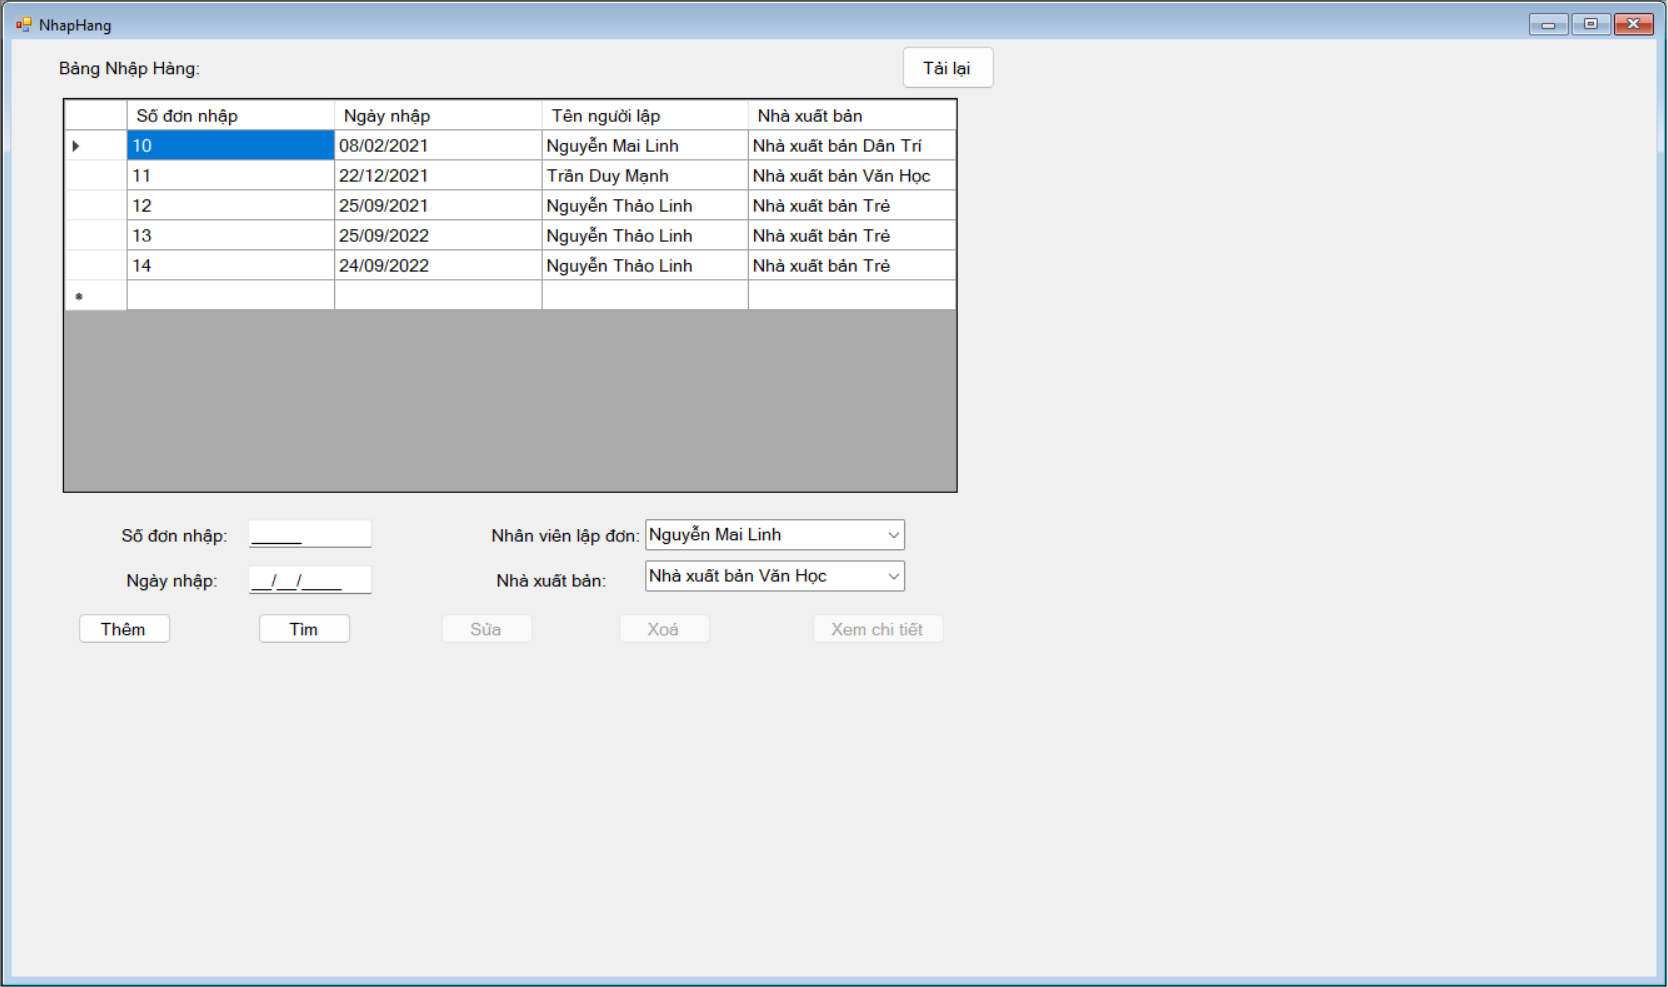 NhapHang
Bảng Nhập Hàng:
Tải lại
Số đơn nhập Ngày nhập Tên người lập Nhà xuất bản
10 08/02/2021 Nguyễn Mai Linh Nhà xuất bản Dân Trí
11 22/12/2021 Trần Duy Mạnh Nhà xuất bản Văn Học
12 25/09/2021 Nguyễn Thảo Linh Nhà xuất bản Trẻ
13 25/09/2022 Nguyễn Thảo Linh Nhà xuất bản Trẻ
14 24/09/2022 Nguyễn Thảo Linh Nhà xuất bản Trẻ
Số đơn nhập: _____ Nhân viên lập đơn: Nguyễn Mai Linh
Ngày nhập: __/__/____ Nhà xuất bản: Nhà xuất bản Văn Học
Thêm Tìm Sửa Xoá Xem chi tiết